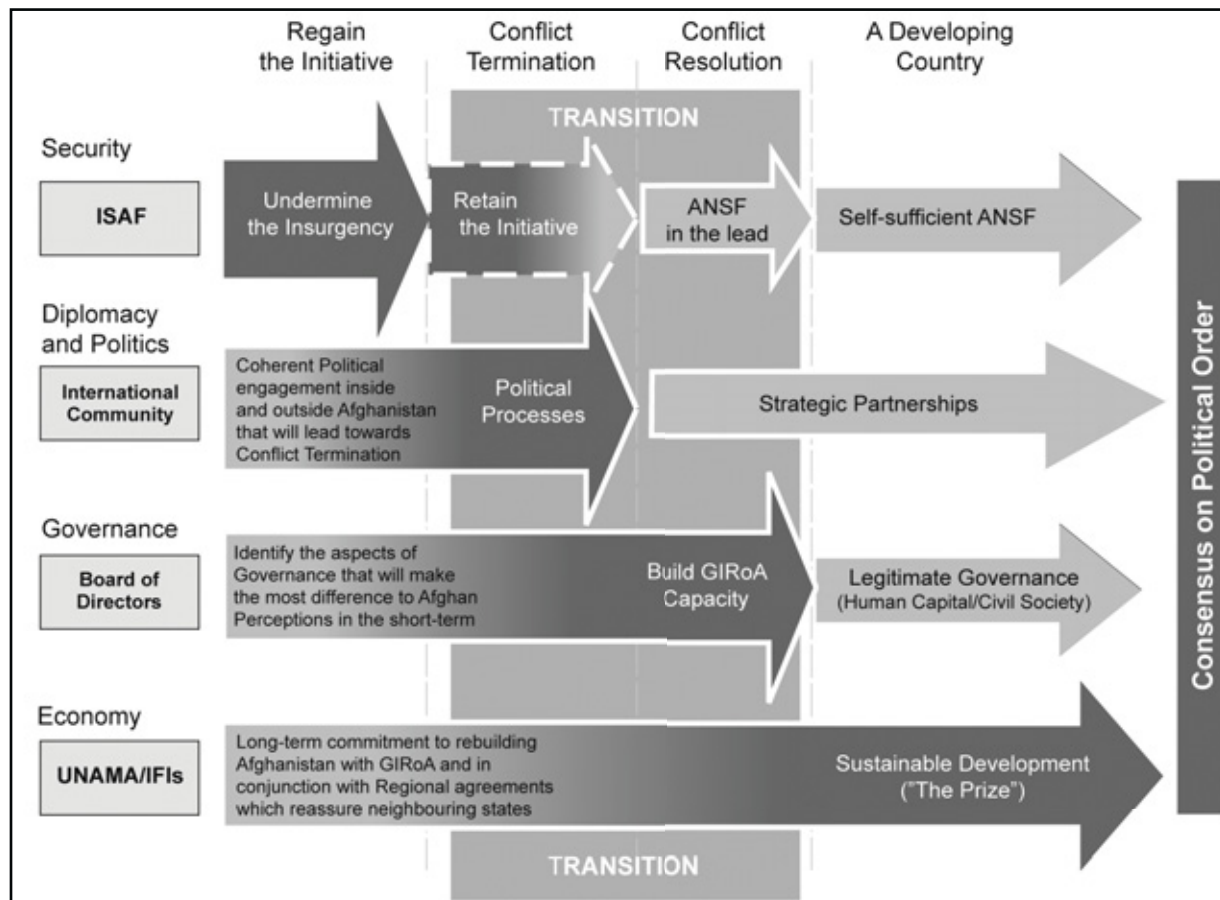 Regain
the Initiative
Conflict
Termination
Conflict
Resolution
A Developing
Country
TRANSITION
Security
ISAF
Undermine
the Insurgency
Retain
the Initiative
ANSF
in the lead
Self-sufficient ANSF
Diplomacy
and Politics
International
Community
Coherent Political
engagement inside
and outside Afghanistan
that will lead towards
Conflict Termination
Political
Processes
Strategic Partnerships
Governance
Board of
Directors
Identify the aspects of
Governance that will make
the most difference to Afghan
Perceptions in the short-term
Build GIRoA
Capacity
Legitimate Governance
(Human Capital/Civil Society)
Economy
UNAMA/IFIs
Long-term commitment to rebuilding
Afghanistan with GIRoA and in
conjunction with Regional agreements
which reassure neighbouring states
Sustainable Development
("The Prize")
TRANSITION
Consensus on Political Order